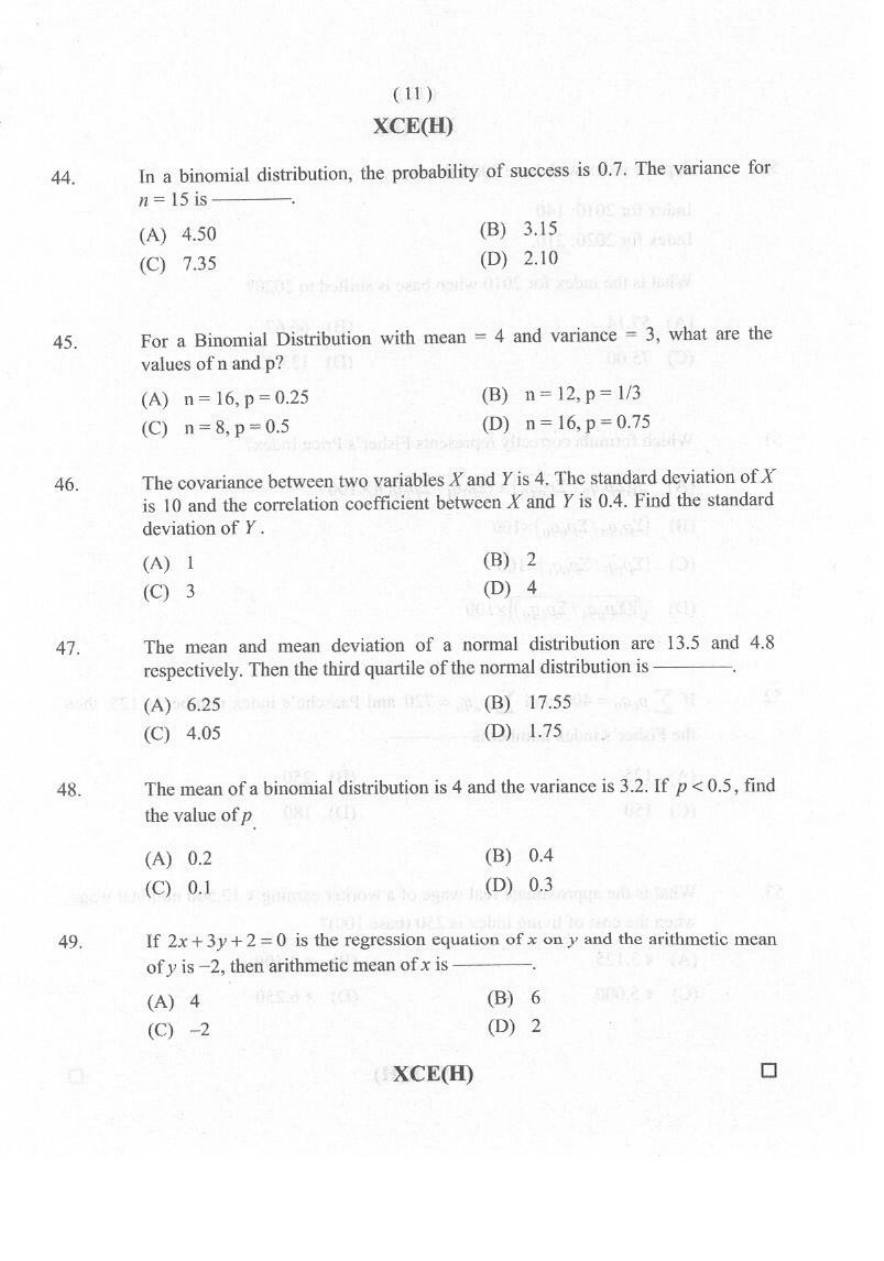 ( 11 )
XCE(H)
44. In a binomial distribution, the probability of success is 0.7. The variance for
n = 15 is ————.
(A) 4.50 (B) 3.15
(C) 7.35 (D) 2.10
45. For a Binomial Distribution with mean = 4 and variance = 3, what are the
values of n and p?
(A) n = 16, p = 0.25 (B) n = 12, p = 1/3
(C) n = 8, p = 0.5 (D) n = 16, p = 0.75
46. The covariance between two variables X and Y is 4. The standard deviation of X
is 10 and the correlation coefficient between X and Y is 0.4. Find the standard
deviation of Y .
(A) 1 (B) 2
(C) 3 (D) 4
47. The mean and mean deviation of a normal distribution are 13.5 and 4.8
respectively. Then the third quartile of the normal distribution is ————.
(A) 6.25 (B) 17.55
(C) 4.05 (D) 1.75
48. The mean of a binomial distribution is 4 and the variance is 3.2. If p < 0.5, find
the value of p
(A) 0.2 (B) 0.4
(C) 0.1 (D) 0.3
49. If 2x + 3y + 2 = 0 is the regression equation of x on y and the arithmetic mean
of y is –2, then arithmetic mean of x is ————.
(A) 4 (B) 6
(C) –2 (D) 2
XCE(H)